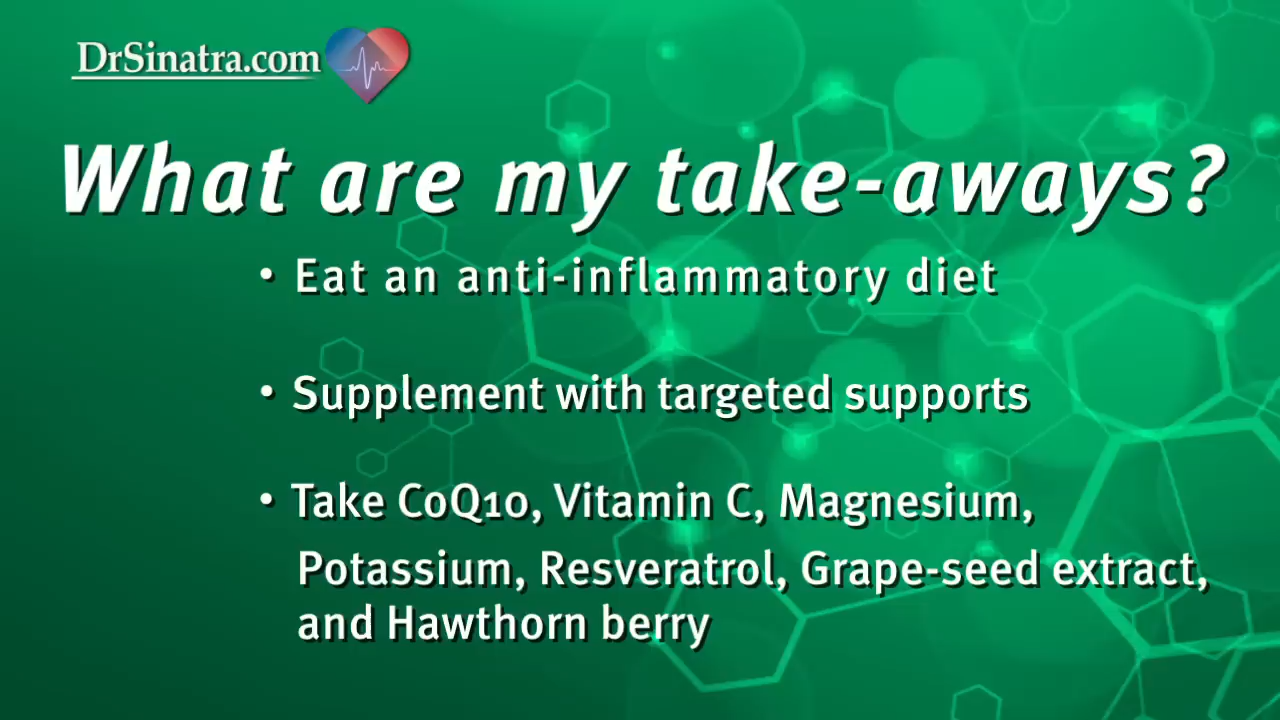 DrSinatra.com
What are my take-aways?
• Eat an anti-inflammatory diet
• Supplement with targeted supports
• Take CoQ10, Vitamin C, Magnesium,
Potassium, Resveratrol, Grape-seed extract,
and Hawthorn berry